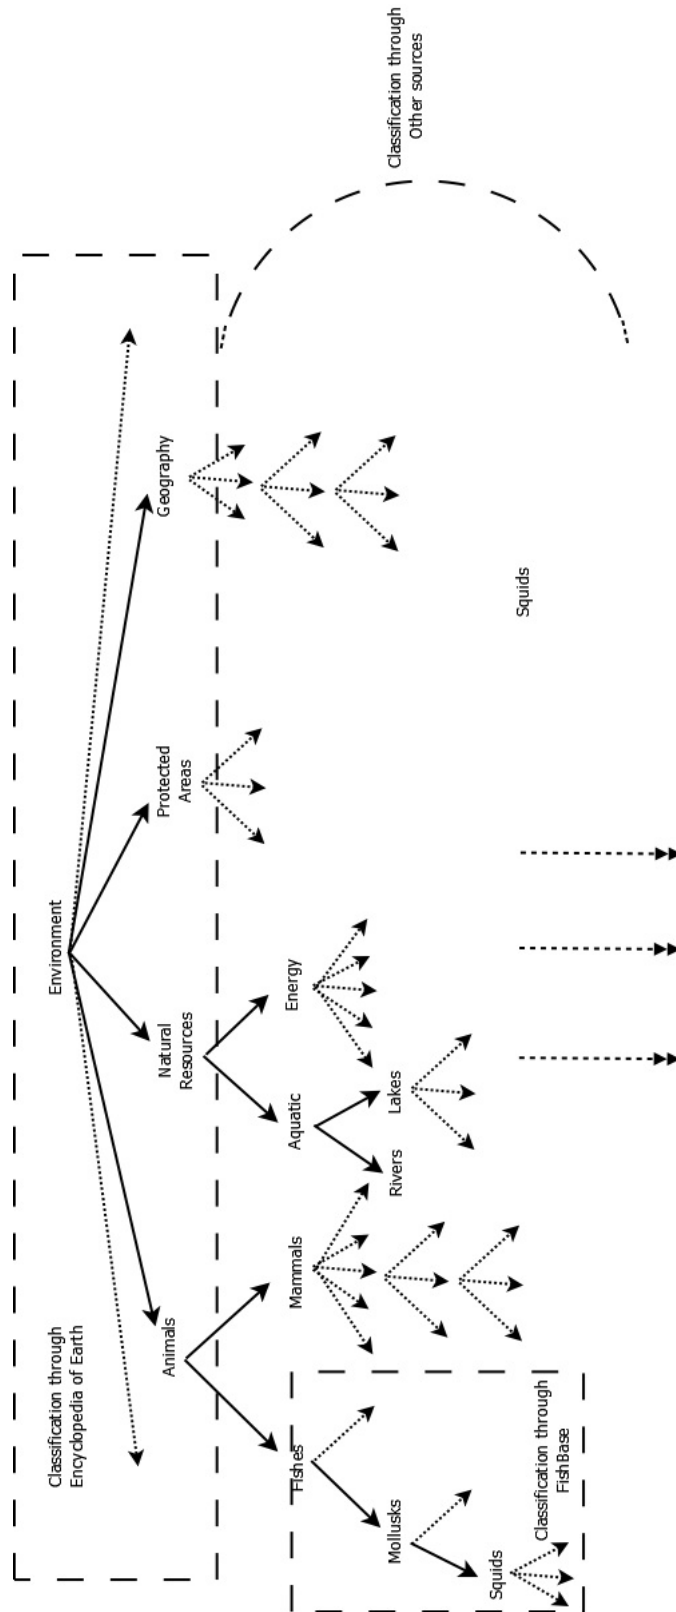 Classification through
Other sources
Classification through
Encyclopedia of Earth
Environment
Animals
Natural
Resources
Protected
Areas
Geography
Fishes
Mammals
Aquatic
Energy
Mollusks
Rivers
Lakes
Squids
Squids
Classification through
FishBase